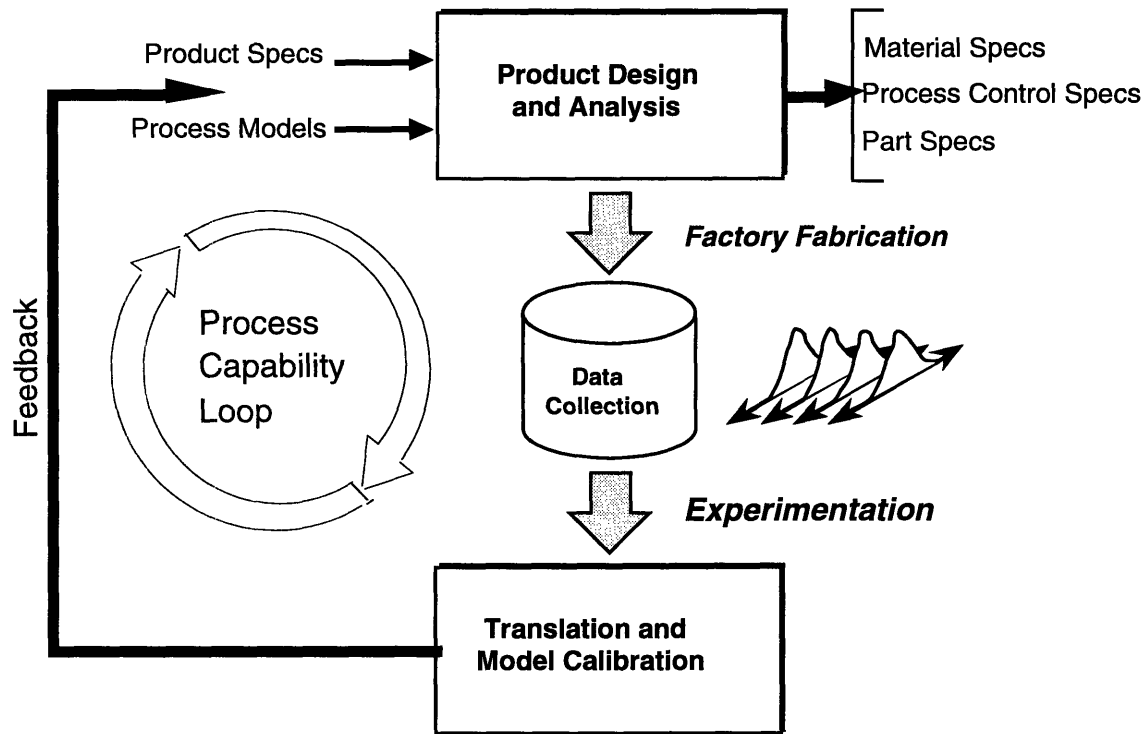 Product Specs
Process Models
Product Design
and Analysis
Material Specs
Process Control Specs
Part Specs
Factory Fabrication
Feedback
Process
Capability
Loop
Data
Collection
Experimentation
Translation and
Model Calibration